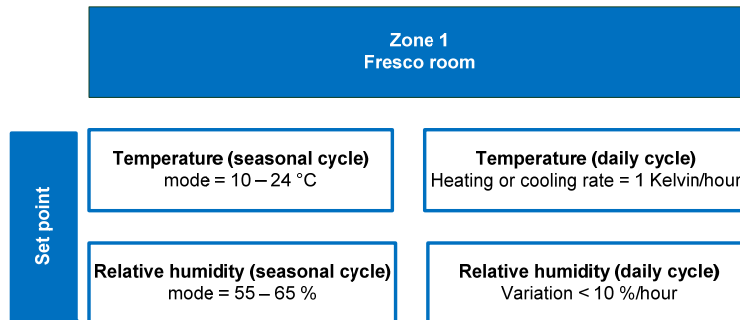 Zone 1
Fresco room
Set point
Temperature (seasonal cycle)
mode = 10 – 24 °C
Temperature (daily cycle)
Heating or cooling rate = 1 Kelvin/hour
Relative humidity (seasonal cycle)
mode = 55 – 65 %
Relative humidity (daily cycle)
Variation < 10 %/hour